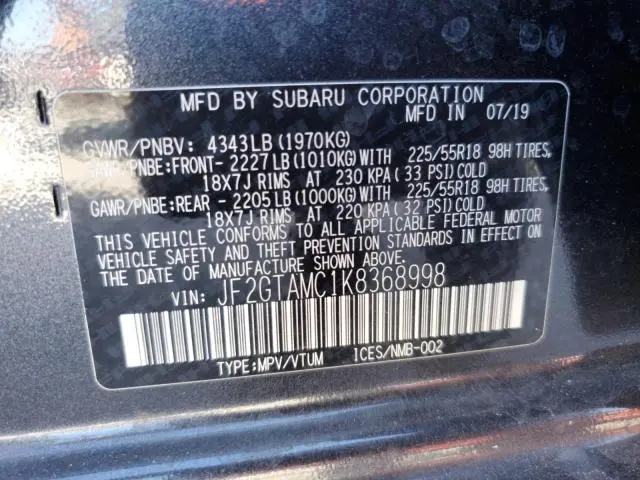 MFD BY SUBARU CORPORATION
MFD IN 07/19
GVWR/PNBV: 4343LB(1970KG)
GAWR/PNBE:FRONT- 2227LB(1010KG)WITH 225/55R18 98H TIRES,
18X7J RIMS AT 230 KPA(33 PSI)COLD
GAWR/PNBE:REAR - 2205LB(1000KG)WITH 225/55R18 98H TIRES,
18X7J RIMS AT 220 KPA(32 PSI)COLD
THIS VEHICLE CONFORMS TO ALL APPLICABLE FEDERAL MOTOR
VEHICLE SAFETY AND THEFT PREVENTION STANDARDS IN EFFECT ON
THE DATE OF MANUFACTURE SHOWN ABOVE.
VIN: JF2GTAMC1K8368998
TYPE:MPV/VTUM ICES/NMB-002